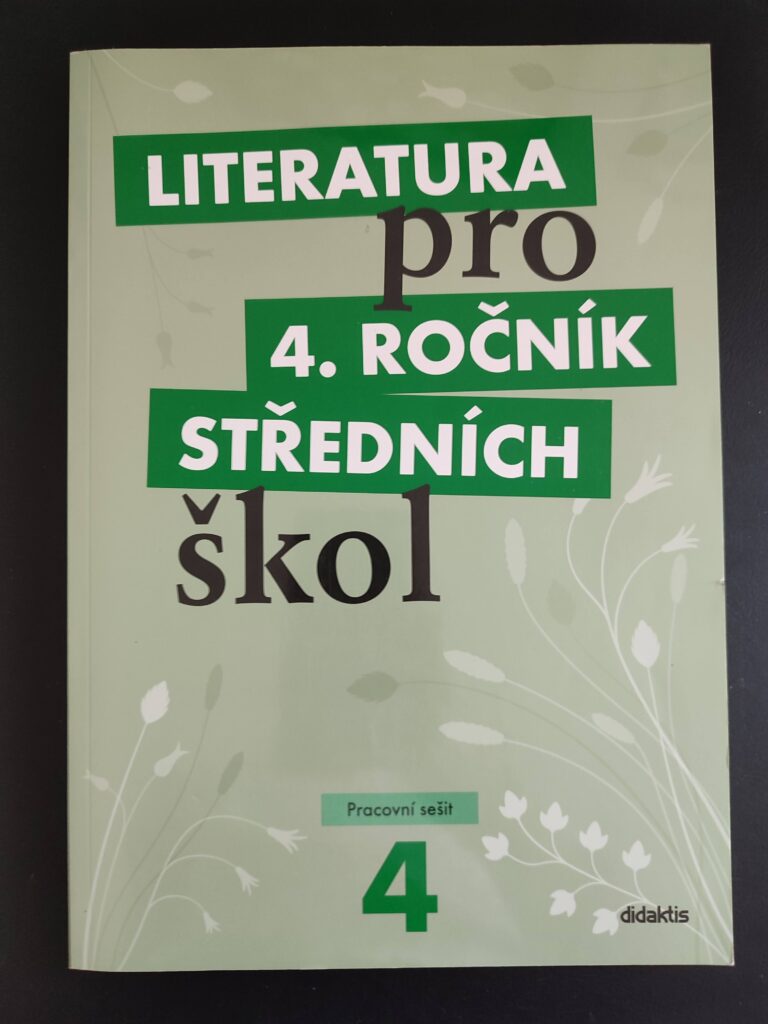 LITERATURA
pro
4. ROČNÍK
STŘEDNÍCH
škol
Pracovní sešit
4
didaktis